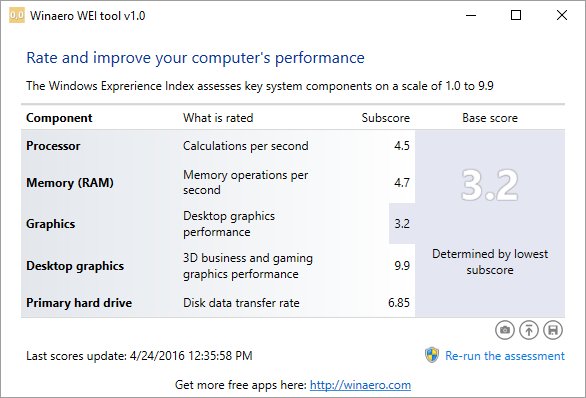 0.0 Winaero WEI tool v1.0
Rate and improve your computer's performance
The Windows Exprerience Index assesses key system components on a scale of 1.0 to 9.9
Component What is rated Subscore Base score
Processor Calculations per second 4.5
Memory (RAM) Memory operations per
second 4.7
3.2
Graphics Desktop graphics
performance 3.2
Determined by lowest
subscore
Desktop graphics 3D business and gaming
graphics performance 9.9
Primary hard drive Disk data transfer rate 6.85
Last scores update: 4/24/2016 12:35:58 PM Re-run the assessment
Get more free apps here: http://winaero.com